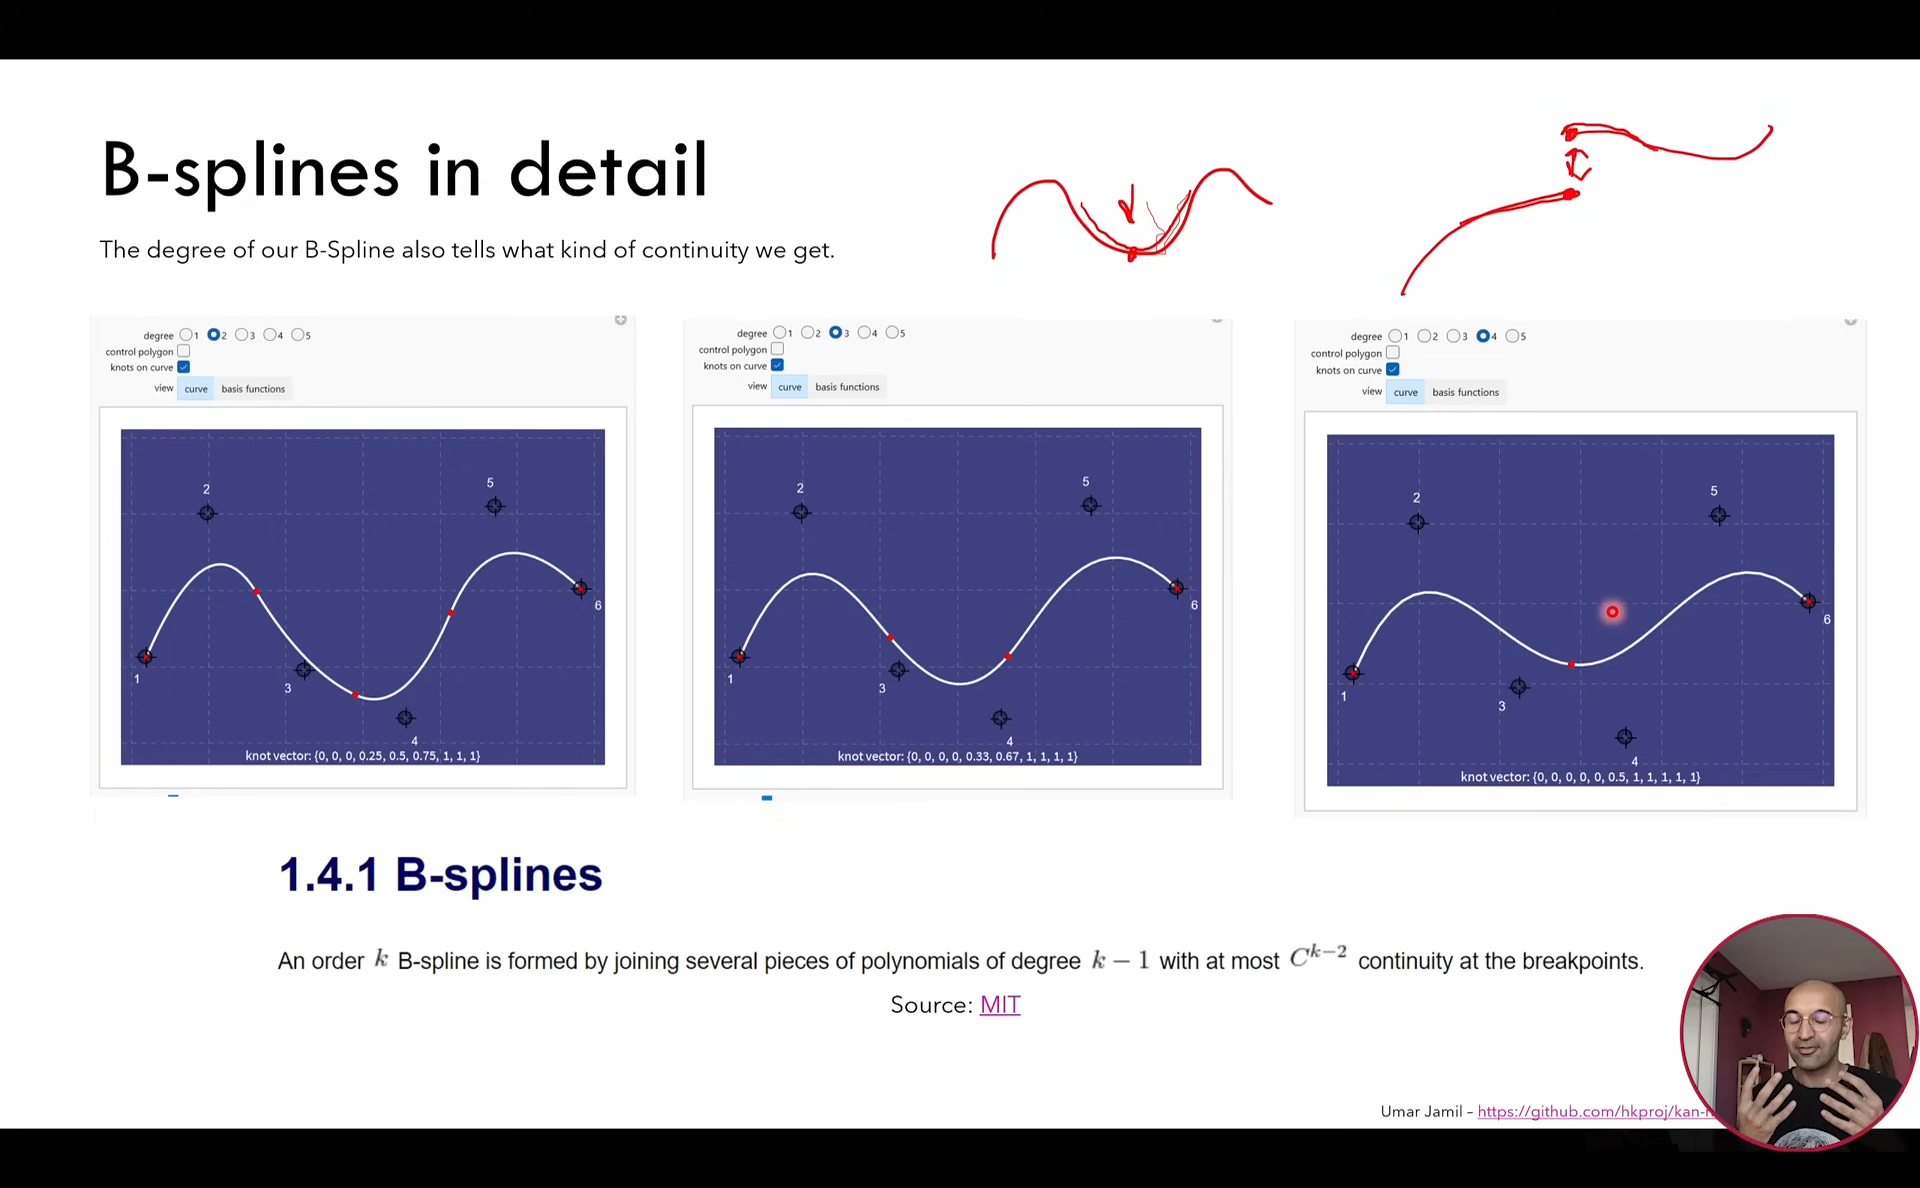 B-splines in detail
The degree of our B-Spline also tells what kind of continuity we get.
degree 1 2 3 4 5
control polygon
knots on curve
view curve basis functions
2
5
1
3
4
6
knot vector: {0, 0, 0, 0.25, 0.5, 0.75, 1, 1, 1}
degree 1 2 3 4 5
control polygon
knots on curve
view curve basis functions
2
5
1
3
4
6
knot vector: {0, 0, 0, 0, 0.33, 0.67, 1, 1, 1, 1}
degree 1 2 3 4 5
control polygon
knots on curve
view curve basis functions
2
5
1
3
4
6
knot vector: {0, 0, 0, 0, 0, 0.5, 1, 1, 1, 1, 1}
1.4.1 B-splines
An order k B-spline is formed by joining several pieces of polynomials of degree k − 1 with at most C^{k−2} continuity at the breakpoints.
Source: MIT
Umar Jamil – https://github.com/hkproj/kan-